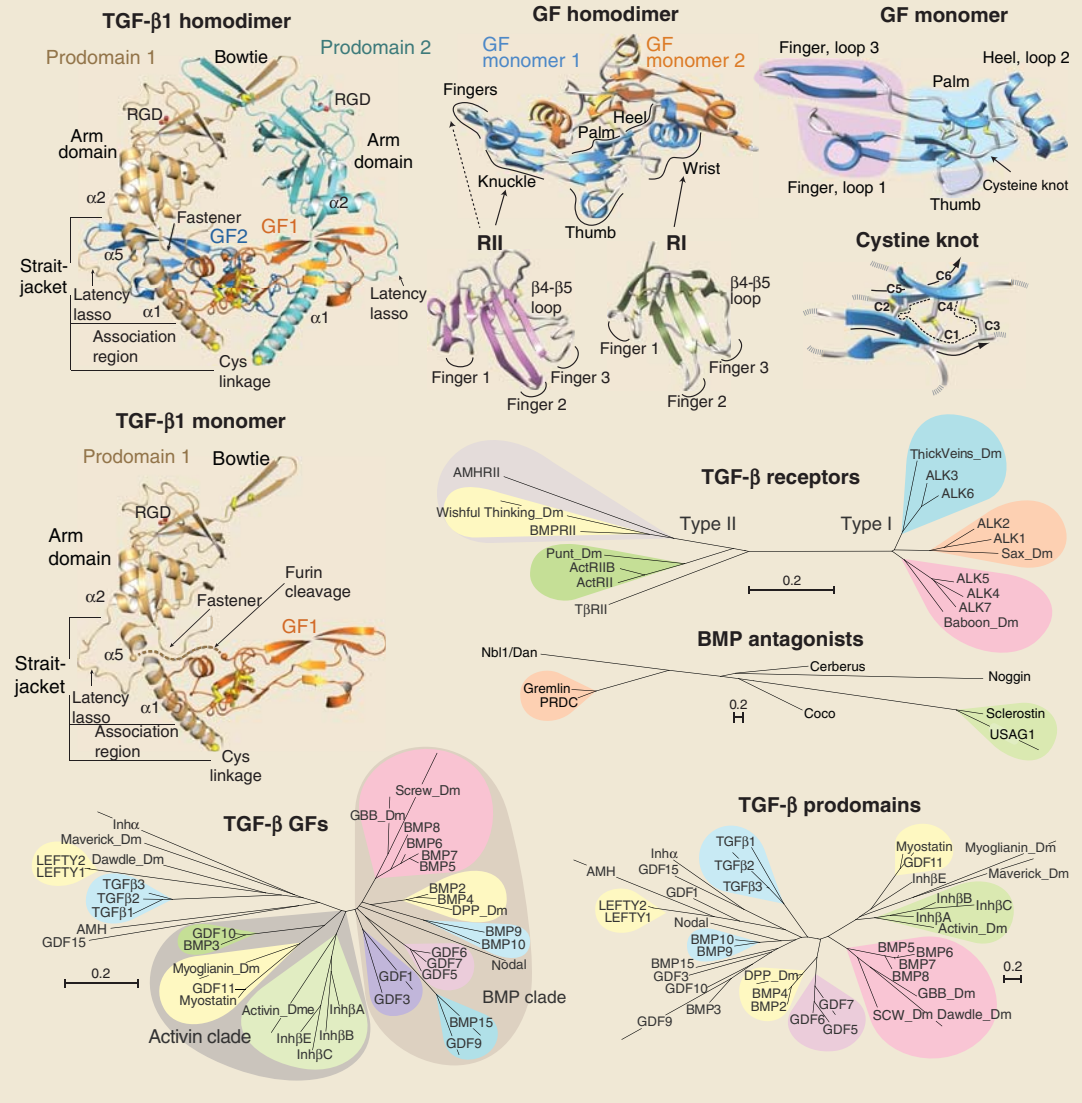 TGF-β1 homodimer
Prodomain 1
Bowtie
Prodomain 2
RGD
RGD
Arm
domain
Arm
domain
α2
α2
Fastener
GF2
GF1
α5
Strait-
jacket
Latency
lasso
Latency
lasso
α1
α1
Association
region
Cys
linkage
GF homodimer
GF
monomer 1
GF
monomer 2
Fingers
Heel
Palm
Knuckle
Wrist
Thumb
RII
RI
β4-β5
loop
β4-β5
loop
Finger 1
Finger 3
Finger 2
Finger 1
Finger 3
Finger 2
GF monomer
Finger, loop 3
Heel, loop 2
Palm
Finger, loop 1
Cysteine knot
Thumb
Cystine knot
C6
C5
C2
C4
C3
C1
TGF-β1 monomer
Prodomain 1
Bowtie
RGD
Arm
domain
Furin
cleavage
α2
Fastener
GF1
α5
Strait-
jacket
Latency
lasso
α1
Association
region
Cys
linkage
TGF-β receptors
AMHRII
Wishful Thinking_Dm
BMPRII
Type II
Type I
Punt_Dm
ActRIIB
ActRII
TβRII
0.2
ThickVeins_Dm
ALK3
ALK6
ALK2
ALK1
Sax_Dm
ALK5
ALK4
ALK7
Baboon_Dm
BMP antagonists
Nbl1/Dan
Cerberus
Noggin
Gremlin
PRDC
0.2
Coco
Sclerostin
USAG1
TGF-β GFs
Screw_Dm
GBB_Dm
BMP8
BMP6
BMP7
BMP5
Inhα
Maverick_Dm
LEFTY2
LEFTY1
Dawdle_Dm
TGFβ3
TGFβ2
TGFβ1
AMH
GDF15
BMP2
BMP4
DPP_Dm
BMP9
BMP10
Nodal
GDF10
BMP3
Myoglianin_Dm
GDF11
Myostatin
0.2
GDF6
GDF7
GDF5
GDF1
GDF3
BMP clade
Activin_Dm
e
InhβA
InhβE
InhβB
InhβC
Activin clade
BMP15
GDF9
TGF-β prodomains
TGFβ1
TGFβ2
TGFβ3
Inhα
GDF15
AMH
GDF1
LEFTY2
LEFTY1
Nodal
BMP10
BMP9
BMP15
GDF3
GDF10
BMP3
GDF9
DPP_Dm
BMP4
BMP2
GDF7
GDF6
GDF5
Myostatin
GDF11
InhβE
Myoglianin_Dm
Maverick_Dm
InhβB
InhβC
InhβA
Activin_Dm
BMP5
BMP6
BMP7
BMP8
GBB_Dm
SCW_Dm
Dawdle_Dm
0.2